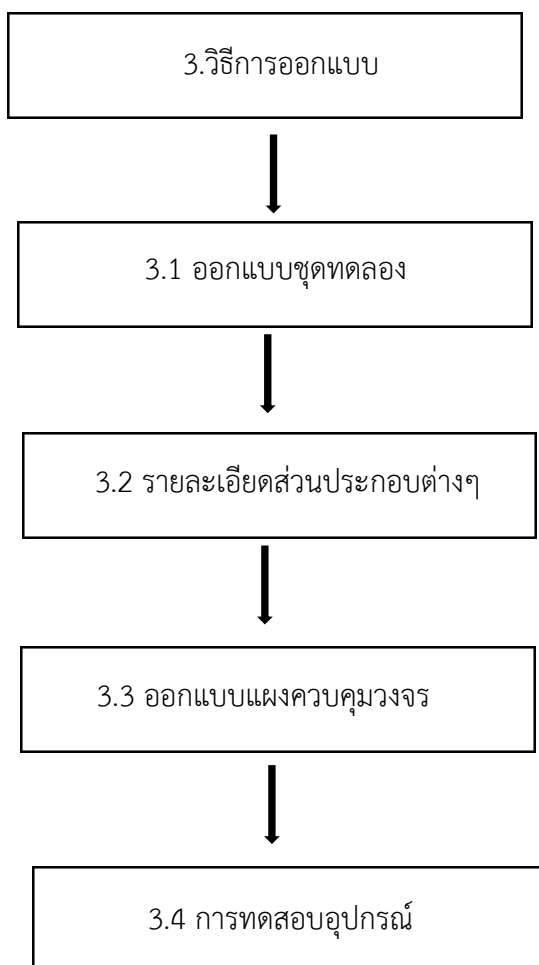 3.วิธีการออกแบบ
3.1 ออกแบบชุดทดลอง
3.2 รายละเอียดส่วนประกอบต่างๆ
3.3 ออกแบบแผงควบคุมวงจร
3.4 การทดสอบอุปกรณ์